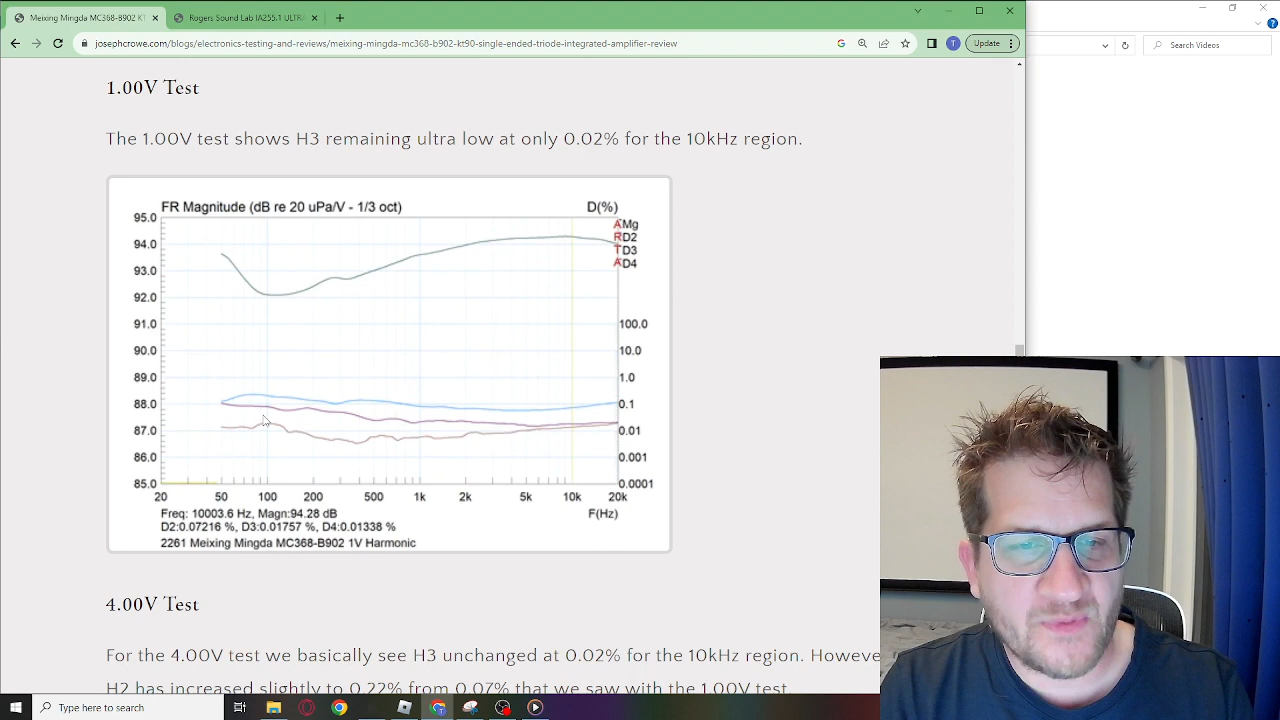 Meixing Mingda MC368-B902 KT
Rogers Sound Lab IA255.1 ULTRA
josephcrowe.com/blogs/electronics-testing-and-reviews/meixing-mingda-mc368-b902-kt90-single-ended-triode-integrated-amplifier-review
T
Update
Search Videos
1.00V Test
The 1.00V test shows H3 remaining ultra low at only 0.02% for the 10kHz region.
FR Magnitude (dB re 20 uPa/V - 1/3 oct)
D(%)
95.0
94.0
93.0
92.0
91.0
90.0
89.0
88.0
87.0
86.0
85.0
A Mg
R D2
T D3
A D4
100.0
10.0
1.0
0.1
0.01
0.001
0.0001
20 50 100 200 500 1k 2k 5k 10k 20k
Freq: 10003.6 Hz, Magn:94.28 dB
F(Hz)
D2:0.07216 %, D3:0.01757 %, D4:0.01338 %
2261 Meixing Mingda MC368-B902 1V Harmonic
4.00V Test
For the 4.00V test we basically see H3 unchanged at 0.02% for the 10kHz region. Howeve
H2 has increased slightly to 0.22% from 0.07% that we saw with the 1.00V test.
Type here to search